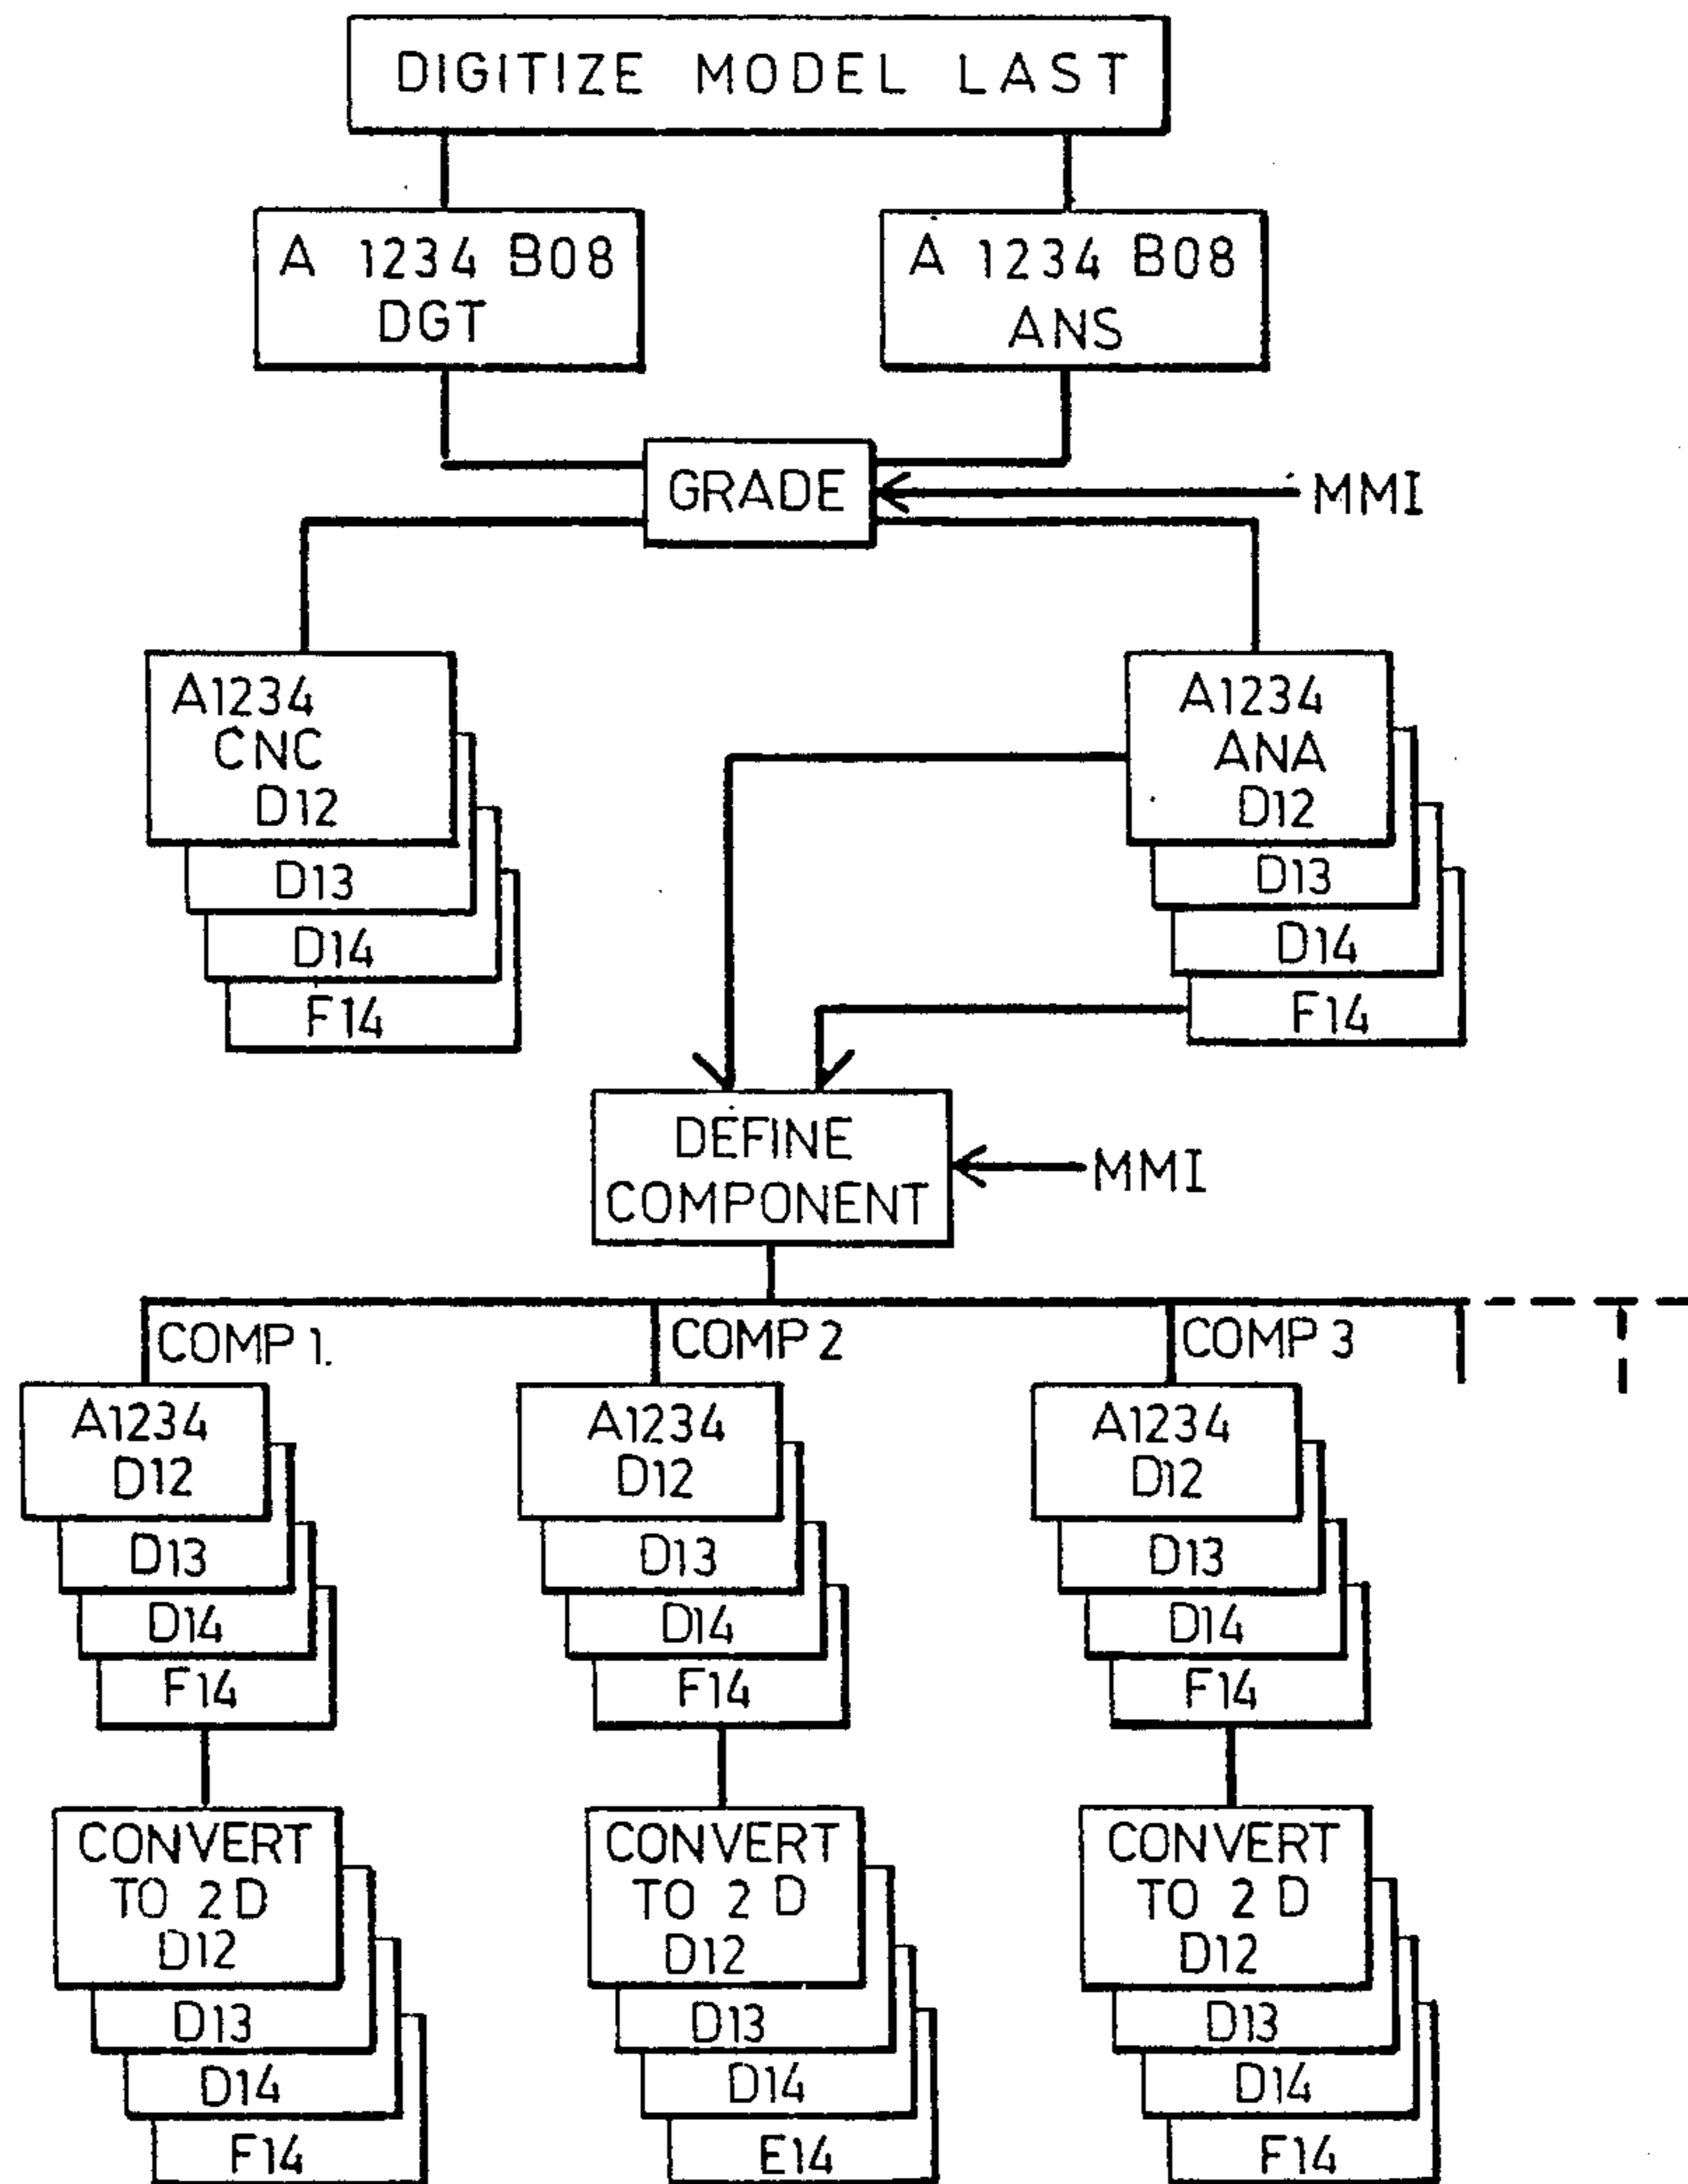 DIGITIZE MODEL LAST
A 1234 B08
DGT
A 1234 B08
ANS
GRADE
MMI
A1234
CNC
D12
D13
D14
F14
A1234
ANA
D12
D13
D14
F14
DEFINE
COMPONENT
MMI
COMP 1.
A1234
D12
D13
D14
F14
COMP 2
A1234
D12
D13
D14
F14
COMP 3
A1234
D12
D13
D14
F14
CONVERT
TO 2 D
D12
D13
D14
F14
CONVERT
TO 2 D
D12
D13
D14
E14
CONVERT
TO 2 D
D12
D13
D14
F14